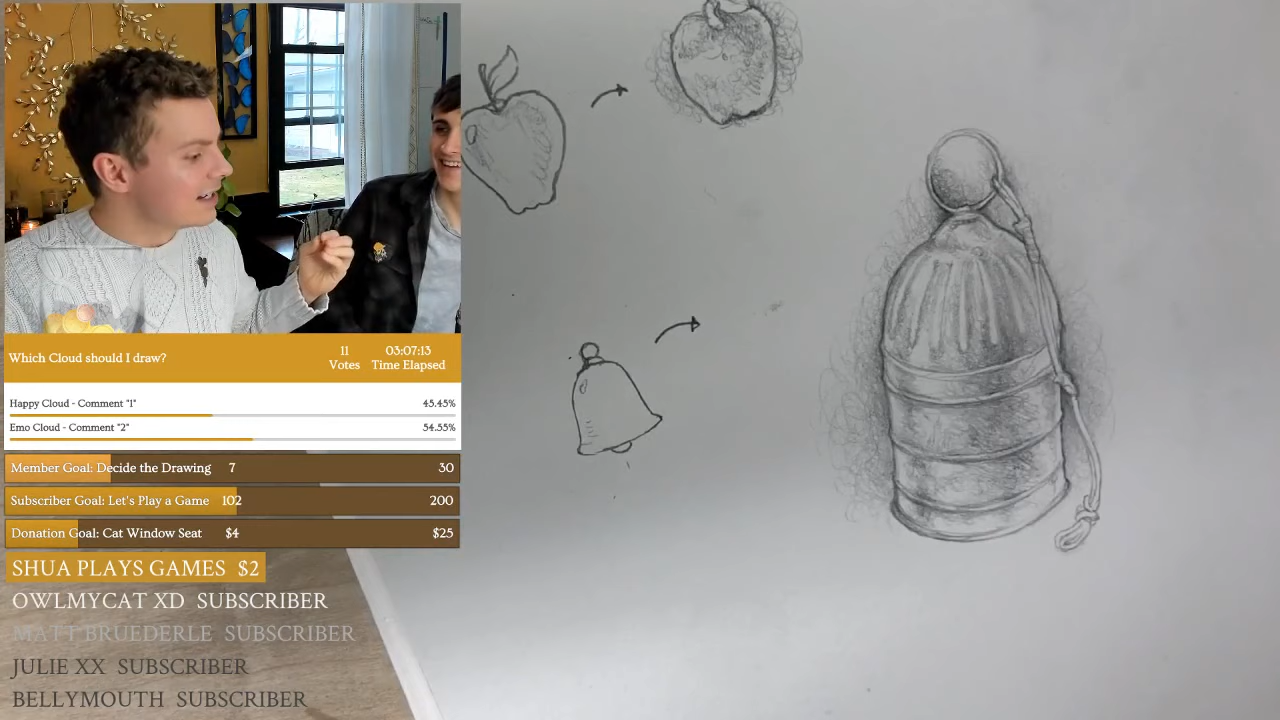 Which Cloud should I draw?
11
Votes
03:07:13
Time Elapsed
Happy Cloud - Comment "1"
45.45%
Emo Cloud - Comment "2"
54.55%
Member Goal: Decide the Drawing 7 30
Subscriber Goal: Let's Play a Game 102 200
Donation Goal: Cat Window Seat $4 $25
SHUA PLAYS GAMES $2
OWLMYCAT XD SUBSCRIBER
MATT BRUEDERLE SUBSCRIBER
JULIE XX SUBSCRIBER
BELLYMOUTH SUBSCRIBER